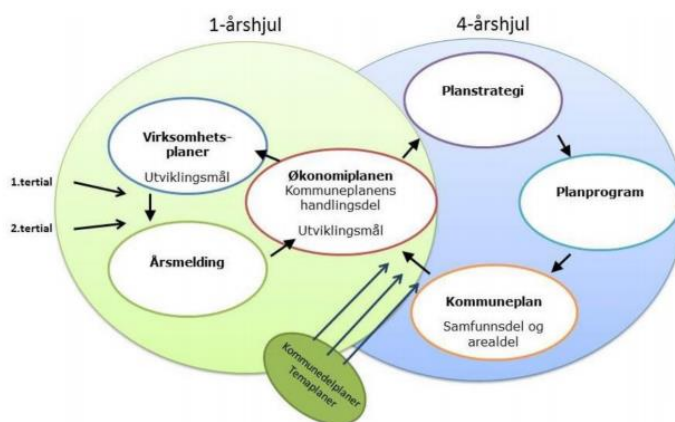 1-årshjul
4-årshjul
Planstrategi
Virksomhets-
planer
Utviklingsmål
Økonomiplanen
Kommuneplanens
handlingsdel
Utviklingsmål
Planprogram
1.tertial
2.tertial
Årsmelding
Kommuneplan
Samfunnsdel og
arealdel
Kommunedelplaner
Temaplaner